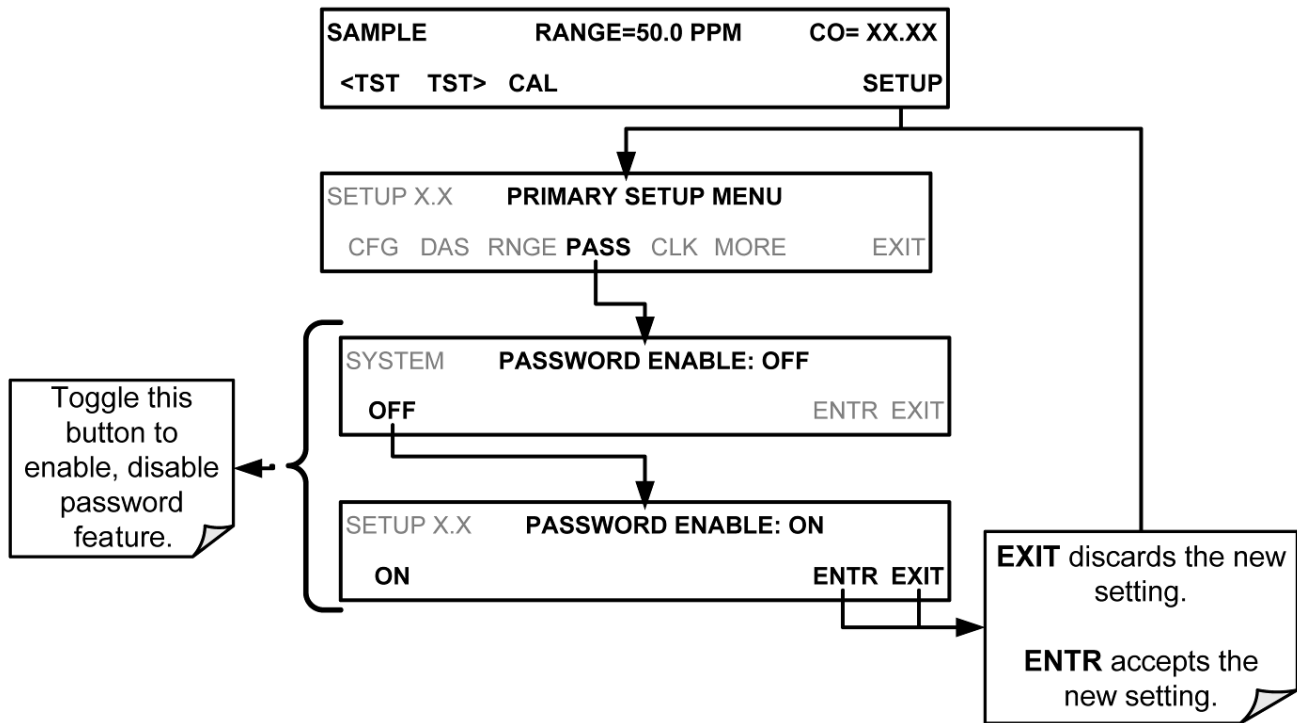 SAMPLE RANGE=50.0 PPM CO= XX.XX
<TST TST> CAL SETUP
SETUP X.X PRIMARY SETUP MENU
CFG DAS RNGE PASS CLK MORE EXIT
SYSTEM PASSWORD ENABLE: OFF
OFF ENTR EXIT
Toggle this
button to
enable, disable
password
feature.
SETUP X.X PASSWORD ENABLE: ON
ON ENTR EXIT
EXIT discards the new
setting.
ENTR accepts the
new setting.